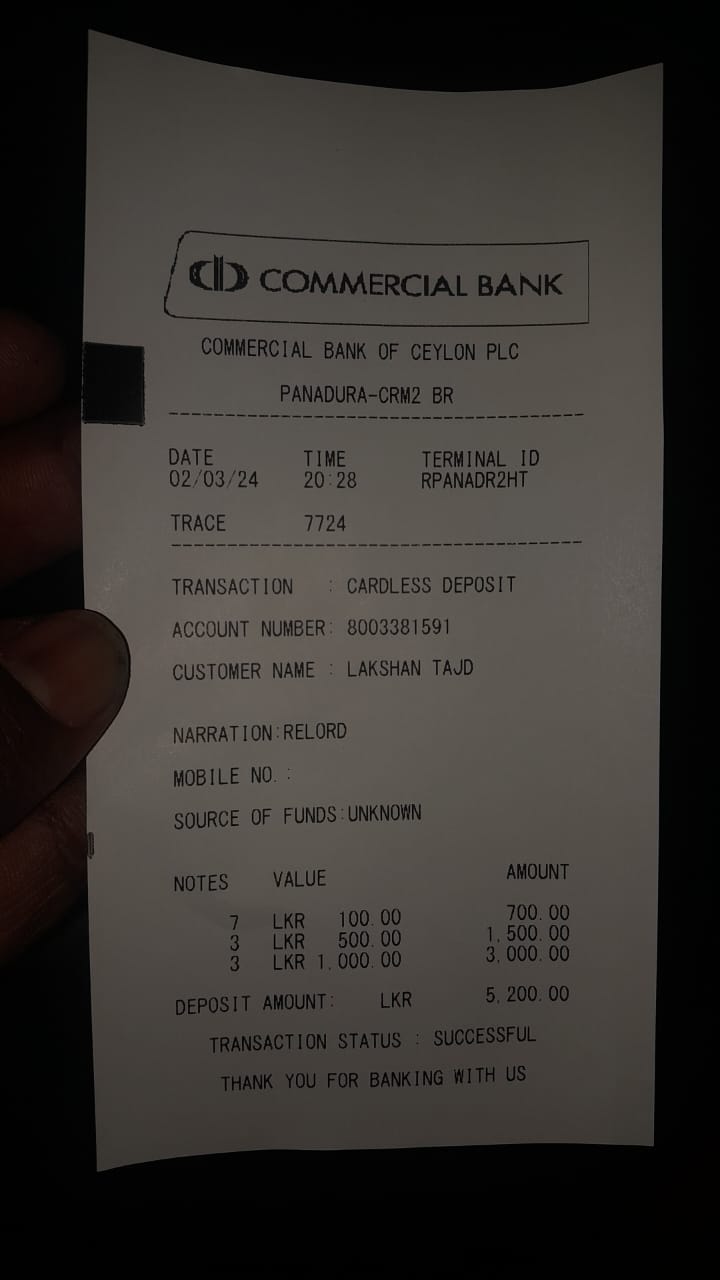 COMMERCIAL BANK
COMMERCIAL BANK OF CEYLON PLC
PANADURA-CRM2 BR
DATE TIME TERMINAL ID
02/03/24 20:28 RPANADR2HT
TRACE 7724
TRANSACTION : CARDLESS DEPOSIT
ACCOUNT NUMBER: 8003381591
CUSTOMER NAME : LAKSHAN TAJD
NARRATION:RELORD
MOBILE NO. :
SOURCE OF FUNDS:UNKNOWN
NOTES VALUE AMOUNT
7 LKR 100.00 700.00
3 LKR 500.00 1,500.00
3 LKR 1,000.00 3,000.00
DEPOSIT AMOUNT: LKR 5,200.00
TRANSACTION STATUS : SUCCESSFUL
THANK YOU FOR BANKING WITH US